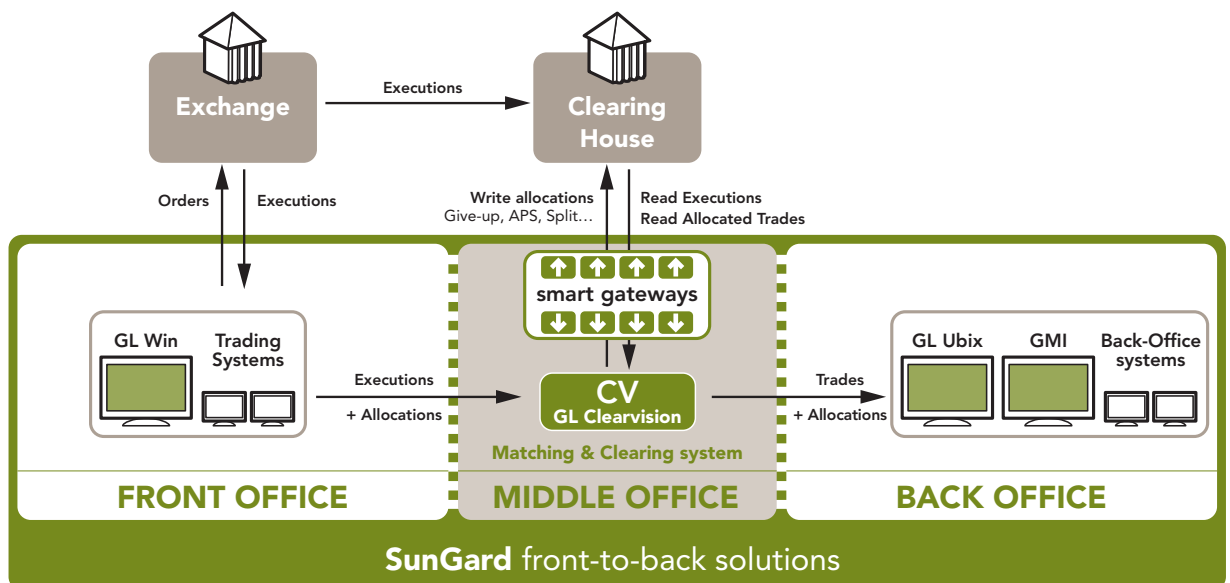 Exchange
Executions
Clearing
House
Orders
Executions
Write allocations
Give-up, APS, Split...
Read Executions
Read Allocated Trades
smart gateways
GL Win
Trading
Systems
Executions
+ Allocations
CV
GL Clearvision
Matching & Clearing system
Trades
+ Allocations
GL Ubix
GMI
Back-Office
systems
FRONT OFFICE
MIDDLE OFFICE
BACK OFFICE
SunGard front-to-back solutions